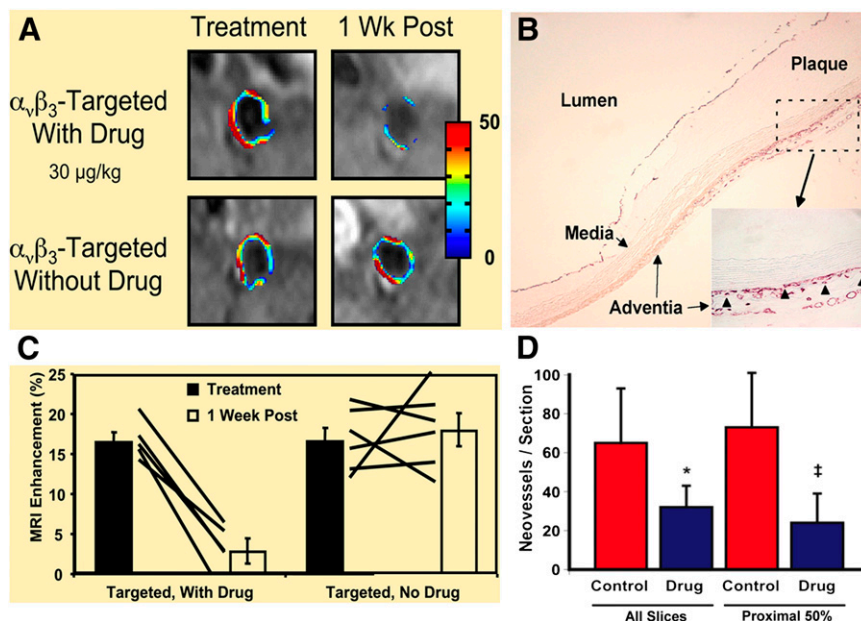 A
Treatment
1 Wk Post
αvβ3-Targeted
With Drug
30 μg/kg
50
0
αvβ3-Targeted
Without Drug
B
Plaque
Lumen
Media
Adventia
C
MRI Enhancement (%)
25
20
15
10
5
0
Treatment
1 Week Post
Targeted, With Drug
Targeted, No Drug
D
Neovessels / Section
100
80
60
40
20
0
*
‡
Control
Drug
Control
Drug
All Slices
Proximal 50%